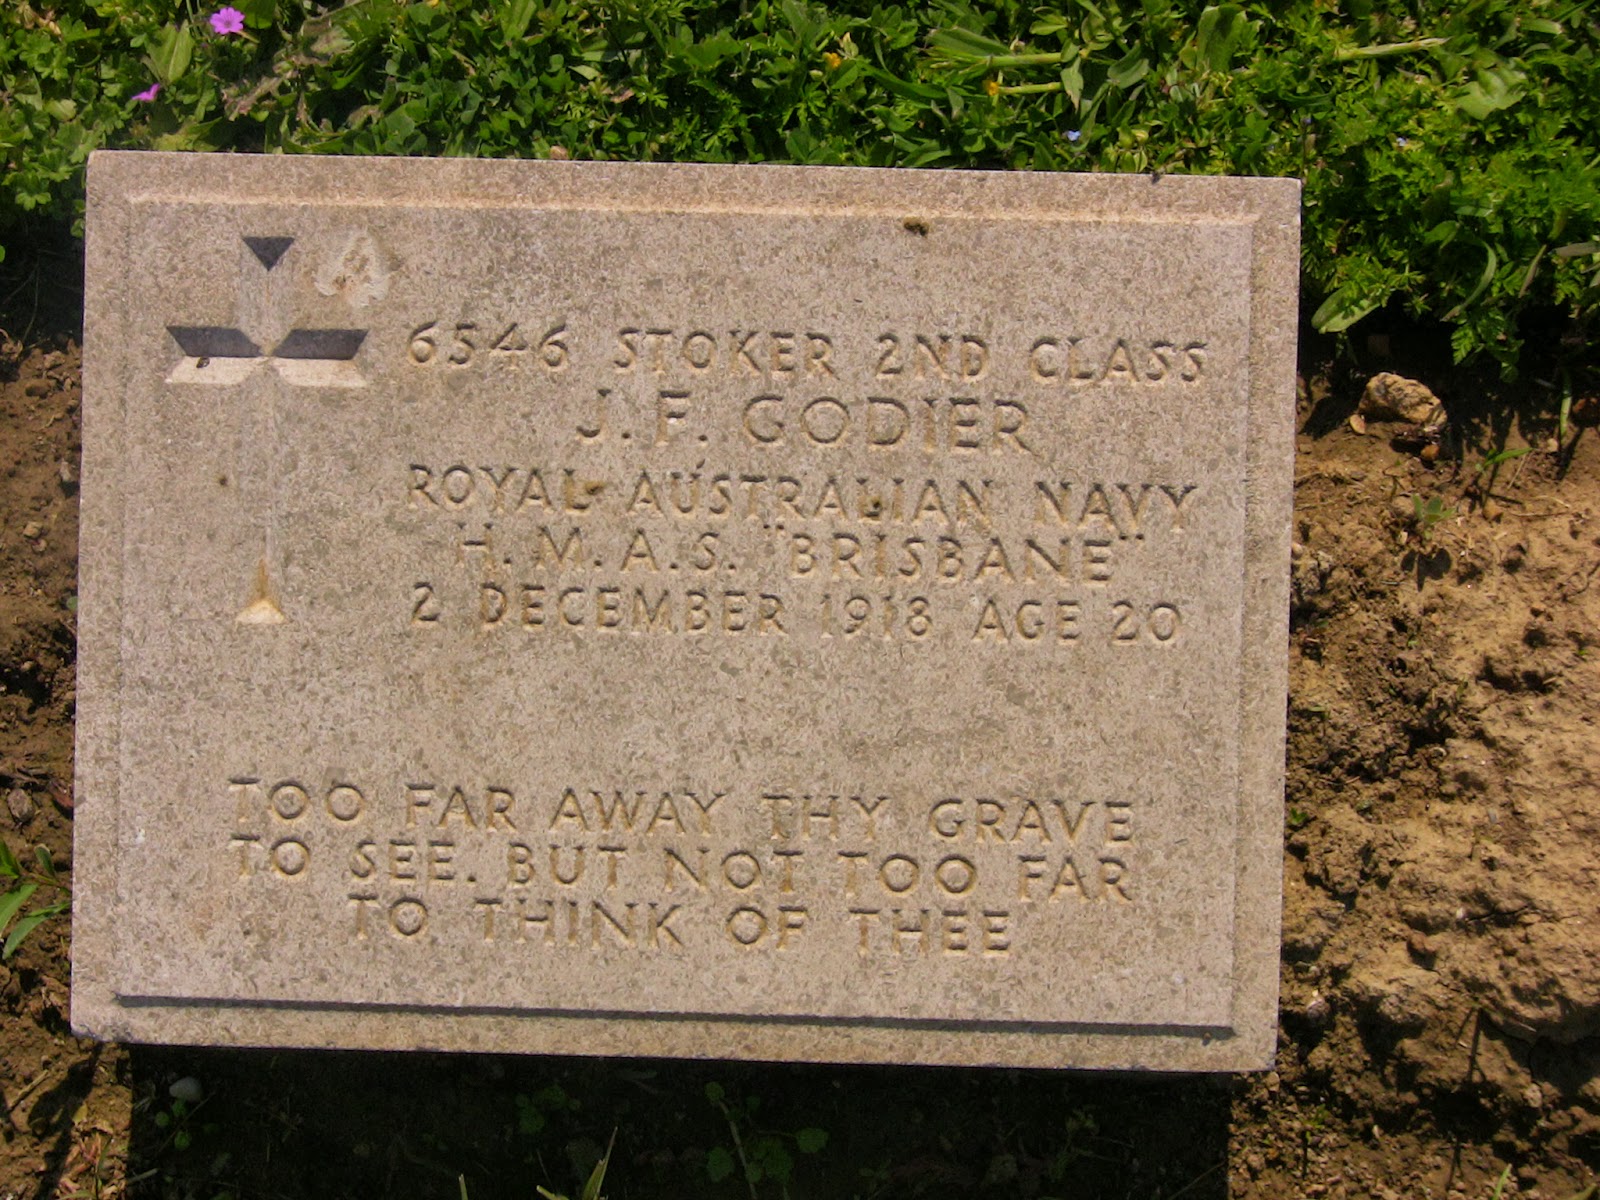 6546 STOKER 2ND CLASS
J. F. GODIER
ROYAL AUSTRALIAN NAVY
H. M. A. S. "BRISBANE"
2 DECEMBER 1918 AGE 20
TOO FAR AWAY THY GRAVE
TO SEE. BUT NOT TOO FAR
TO THINK OF THEE